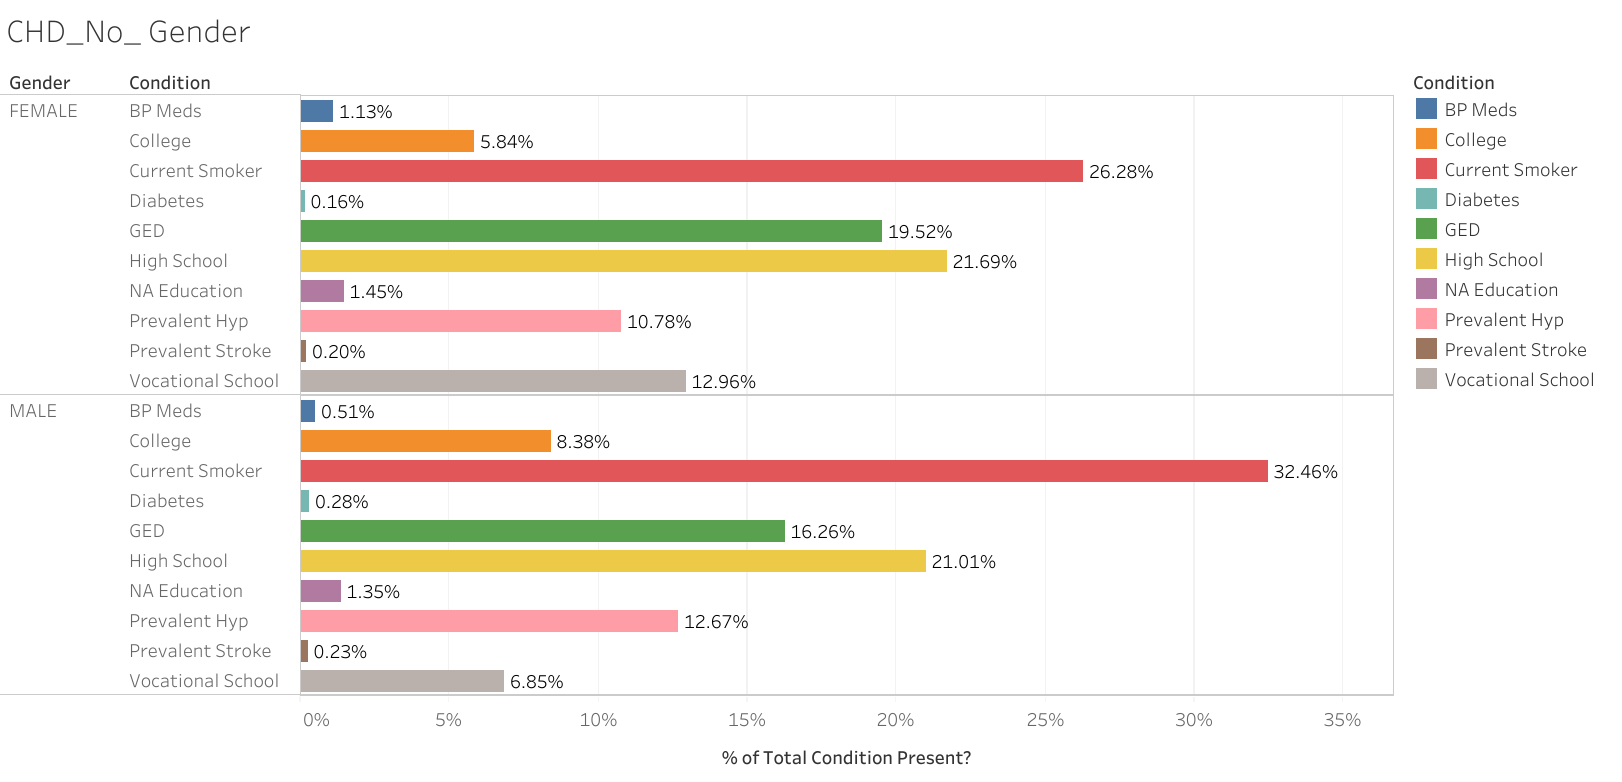 CHD_No_ Gender
Gender Condition Condition
FEMALE BP Meds 1.13% BP Meds
College 5.84% College
Current Smoker 26.28% Current Smoker
Diabetes 0.16% Diabetes
GED 19.52% GED
High School 21.69% High School
NA Education 1.45% NA Education
Prevalent Hyp 10.78% Prevalent Hyp
Prevalent Stroke 0.20% Prevalent Stroke
Vocational School 12.96% Vocational School
MALE BP Meds 0.51%
College 8.38%
Current Smoker 32.46%
Diabetes 0.28%
GED 16.26%
High School 21.01%
NA Education 1.35%
Prevalent Hyp 12.67%
Prevalent Stroke 0.23%
Vocational School 6.85%
0% 5% 10% 15% 20% 25% 30% 35%
% of Total Condition Present?